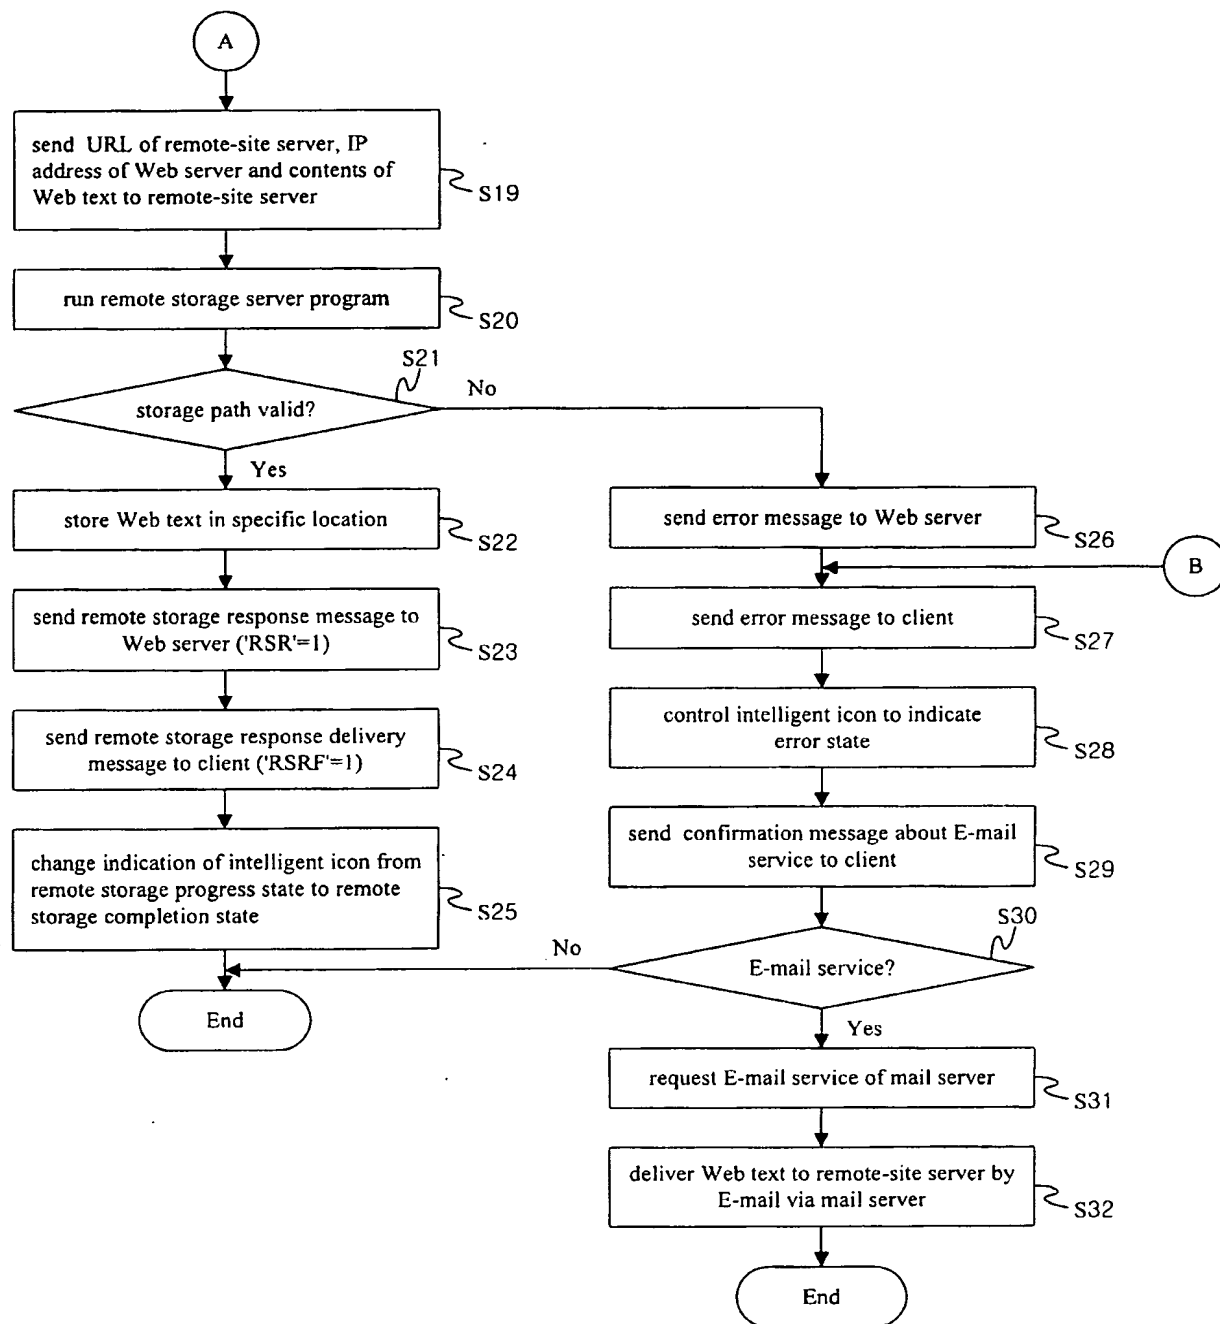 A
send URL of remote-site server, IP
address of Web server and contents of
Web text to remote-site server
S19
run remote storage server program
S20
S21
storage path valid?
No
Yes
store Web text in specific location
S22
send remote storage response message to
Web server ('RSR'=1)
S23
send remote storage response delivery
message to client ('RSRF'=1)
S24
change indication of intelligent icon from
remote storage progress state to remote
storage completion state
S25
End
send error message to Web server
S26
B
send error message to client
S27
control intelligent icon to indicate
error state
S28
send confirmation message about E-mail
service to client
S29
S30
E-mail service?
No
Yes
request E-mail service of mail server
S31
deliver Web text to remote-site server by
E-mail via mail server
S32
End